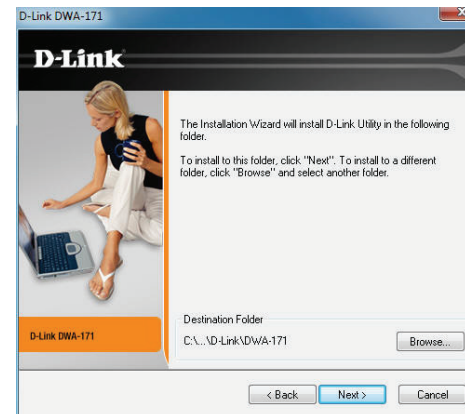 D-Link DWA-171
D-Link
The Installation Wizard will install D-Link Utility in the following
folder.
To install to this folder, click "Next". To install to a different
folder, click "Browse" and select another folder.
Destination Folder
D-Link DWA-171
C:\...\D-Link\DWA-171
Browse...
< Back
Next >
Cancel